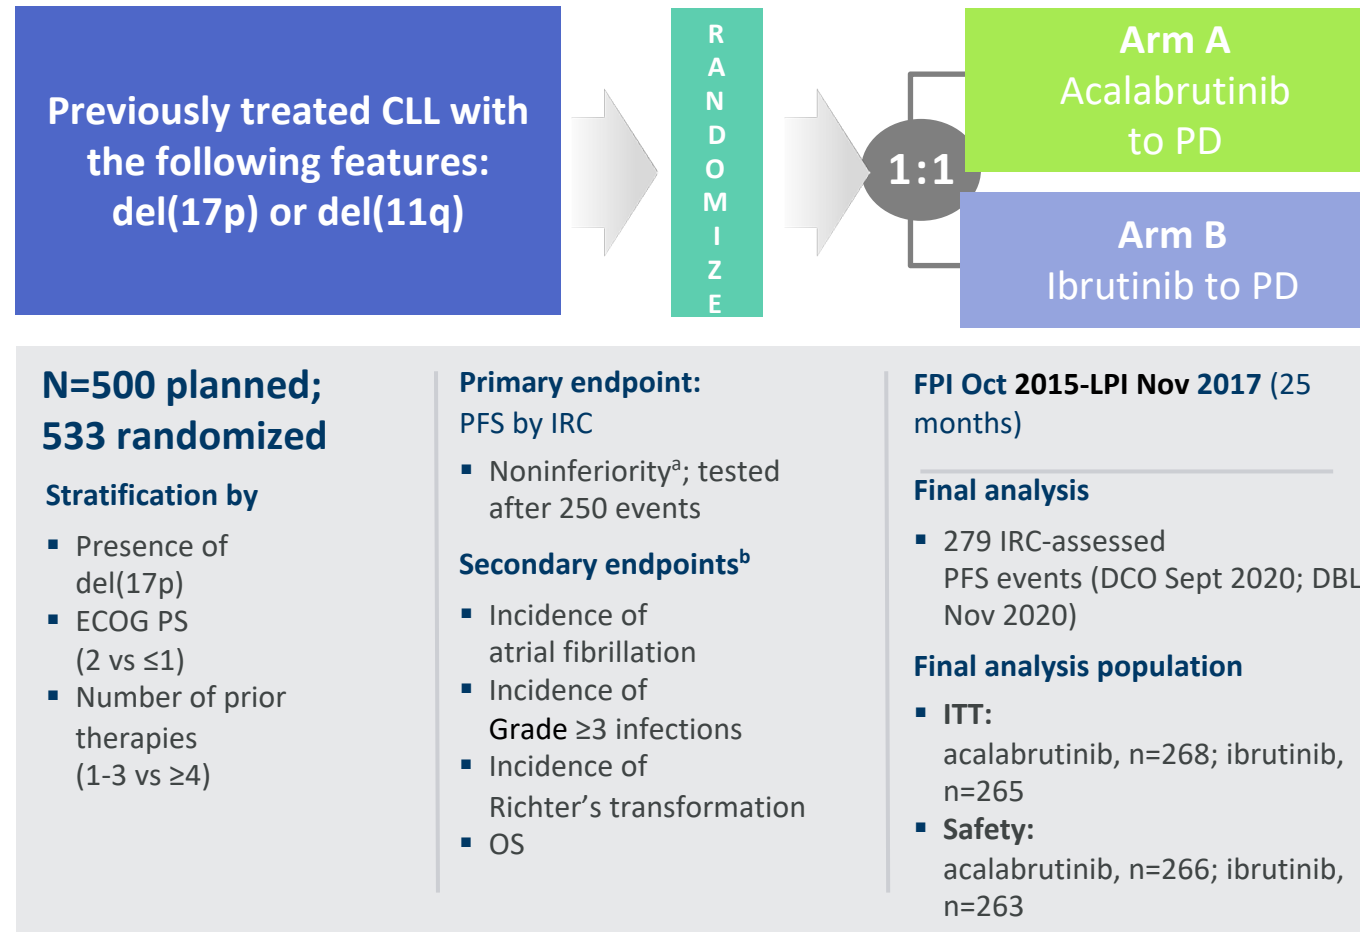 Previously treated CLL with
the following features:
del(17p) or del(11q)
R
A
N
D
O
M
I
Z
E
1:1
Arm A
Acalabrutinib
to PD
Arm B
Ibrutinib to PD
N=500 planned;
533 randomized
Stratification by
▪ Presence of
del(17p)
▪ ECOG PS
(2 vs ≤1)
▪ Number of prior
therapies
(1-3 vs ≥4)
Primary endpoint:
PFS by IRC
▪ Noninferiorityᵃ; tested
after 250 events
Secondary endpointsᵇ
▪ Incidence of
atrial fibrillation
▪ Incidence of
Grade ≥3 infections
▪ Incidence of
Richter’s transformation
▪ OS
FPI Oct 2015-LPI Nov 2017 (25
months)
Final analysis
▪ 279 IRC-assessed
PFS events (DCO Sept 2020; DBL
Nov 2020)
Final analysis population
▪ ITT:
acalabrutinib, n=268; ibrutinib,
n=265
▪ Safety:
acalabrutinib, n=266; ibrutinib,
n=263